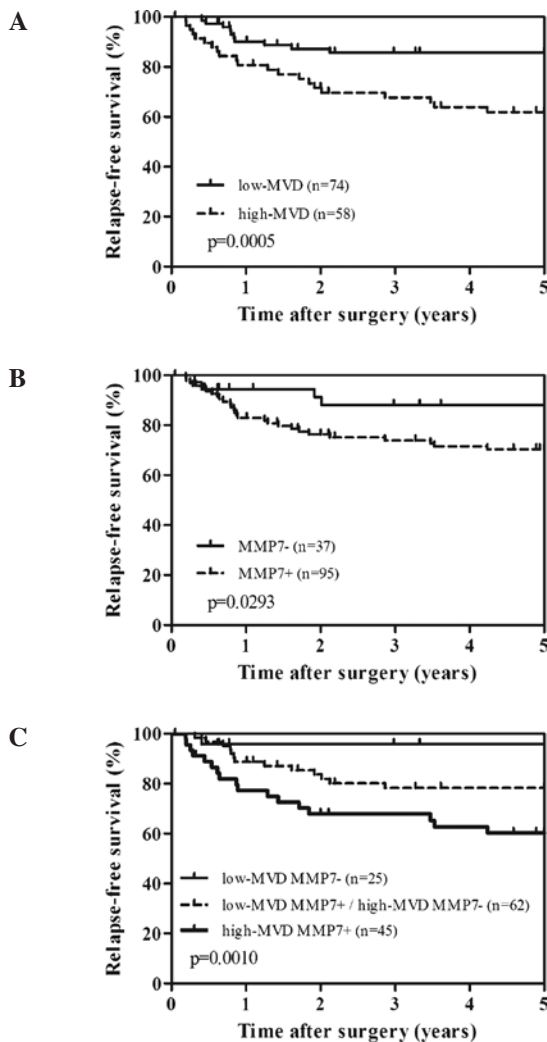 A
Relapse-free survival (%)
100
80
60
40
20
0
low-MVD (n=74)
high-MVD (n=58)
p=0.0005
0 1 2 3 4 5
Time after surgery (years)
B
Relapse-free survival (%)
100
80
60
40
20
0
MMP7- (n=37)
MMP7+ (n=95)
p=0.0293
0 1 2 3 4 5
Time after surgery (years)
C
Relapse-free survival (%)
100
80
60
40
20
0
low-MVD MMP7- (n=25)
low-MVD MMP7+ / high-MVD MMP7- (n=62)
high-MVD MMP7+ (n=45)
p=0.0010
0 1 2 3 4 5
Time after surgery (years)